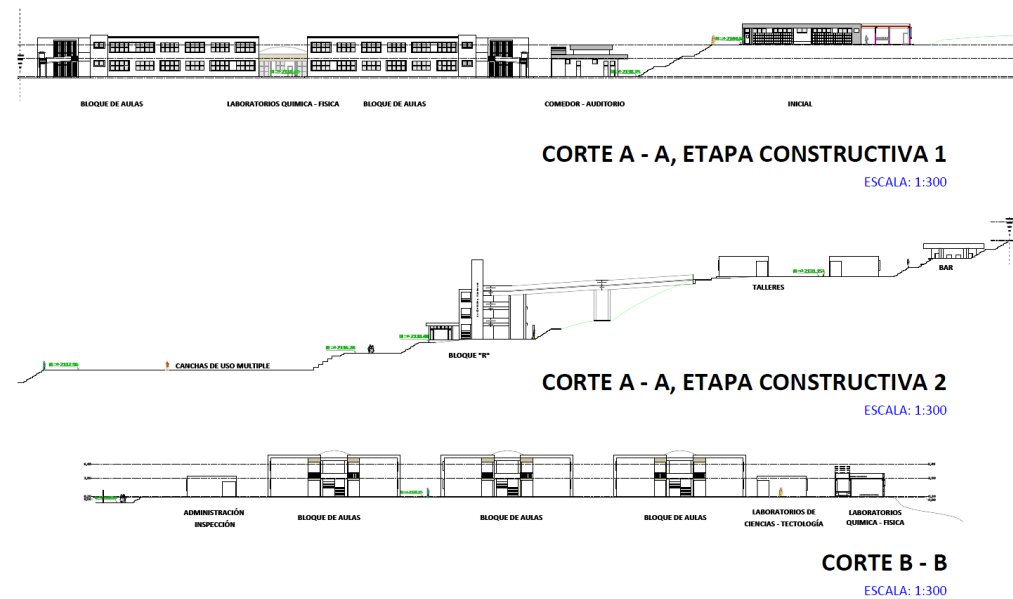 BLOQUE DE AULAS
LABORATORIOS QUIMICA - FISICA
BLOQUE DE AULAS
COMEDOR - AUDITORIO
INICIAL
CORTE A - A, ETAPA CONSTRUCTIVA 1
ESCALA: 1:300
BAR
TALLERES
BLOQUE "R"
CANCHAS DE USO MULTIPLE
CORTE A - A, ETAPA CONSTRUCTIVA 2
ESCALA: 1:300
ADMINISTRACIÓN
INSPECCIÓN
BLOQUE DE AULAS
BLOQUE DE AULAS
BLOQUE DE AULAS
LABORATORIOS DE
CIENCIAS - TECTOLOGÍA
LABORATORIOS
QUIMICA - FISICA
CORTE B - B
ESCALA: 1:300